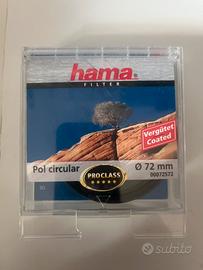 hama
FILTER
Vergütet
Coated
Pol circular
Ø 72 mm
00072572
PROCLASS
subito